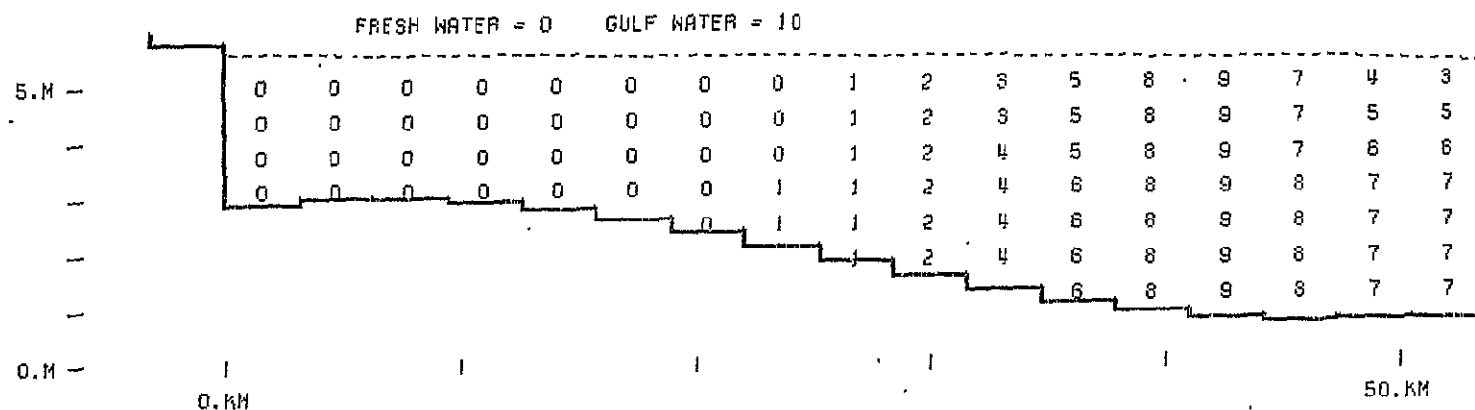 FRESH WATER = 0 GULF WATER = 10
5.M 0 0 0 0 0 0 0 0 1 2 3 5 8 9 7 4 3
0 0 0 0 0 0 0 0 1 2 3 5 8 9 7 5 5
0 0 0 0 0 0 0 0 1 2 4 5 8 9 7 6 6
0 0 0 0 0 0 0 1 1 2 4 6 8 9 8 7 7
0 1 1 2 4 6 8 9 8 7 7
1 2 4 6 8 9 8 7 7
6 8 9 8 7 7
0.M
0.KM 50.KM